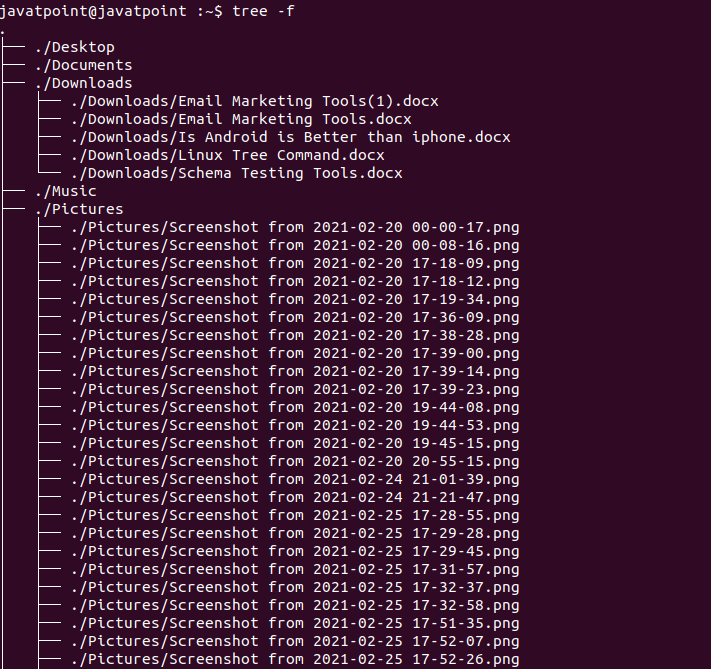 javatpoint@javatpoint :~$ tree -f
.
├── ./Desktop
├── ./Documents
├── ./Downloads
│   ├── ./Downloads/Email Marketing Tools(1).docx
│   ├── ./Downloads/Email Marketing Tools.docx
│   ├── ./Downloads/Is Android is Better than iphone.docx
│   ├── ./Downloads/Linux Tree Command.docx
│   └── ./Downloads/Schema Testing Tools.docx
├── ./Music
├── ./Pictures
│   ├── ./Pictures/Screenshot from 2021-02-20 00-00-17.png
│   ├── ./Pictures/Screenshot from 2021-02-20 00-08-16.png
│   ├── ./Pictures/Screenshot from 2021-02-20 17-18-09.png
│   ├── ./Pictures/Screenshot from 2021-02-20 17-18-12.png
│   ├── ./Pictures/Screenshot from 2021-02-20 17-19-34.png
│   ├── ./Pictures/Screenshot from 2021-02-20 17-36-09.png
│   ├── ./Pictures/Screenshot from 2021-02-20 17-38-28.png
│   ├── ./Pictures/Screenshot from 2021-02-20 17-39-00.png
│   ├── ./Pictures/Screenshot from 2021-02-20 17-39-14.png
│   ├── ./Pictures/Screenshot from 2021-02-20 17-39-23.png
│   ├── ./Pictures/Screenshot from 2021-02-20 19-44-08.png
│   ├── ./Pictures/Screenshot from 2021-02-20 19-44-53.png
│   ├── ./Pictures/Screenshot from 2021-02-20 19-45-15.png
│   ├── ./Pictures/Screenshot from 2021-02-20 20-55-15.png
│   ├── ./Pictures/Screenshot from 2021-02-24 21-01-39.png
│   ├── ./Pictures/Screenshot from 2021-02-24 21-21-47.png
│   ├── ./Pictures/Screenshot from 2021-02-25 17-28-55.png
│   ├── ./Pictures/Screenshot from 2021-02-25 17-29-28.png
│   ├── ./Pictures/Screenshot from 2021-02-25 17-29-45.png
│   ├── ./Pictures/Screenshot from 2021-02-25 17-31-57.png
│   ├── ./Pictures/Screenshot from 2021-02-25 17-32-37.png
│   ├── ./Pictures/Screenshot from 2021-02-25 17-32-58.png
│   ├── ./Pictures/Screenshot from 2021-02-25 17-51-35.png
│   ├── ./Pictures/Screenshot from 2021-02-25 17-52-07.png
│   ├── ./Pictures/Screenshot from 2021-02-25 17-52-26.png